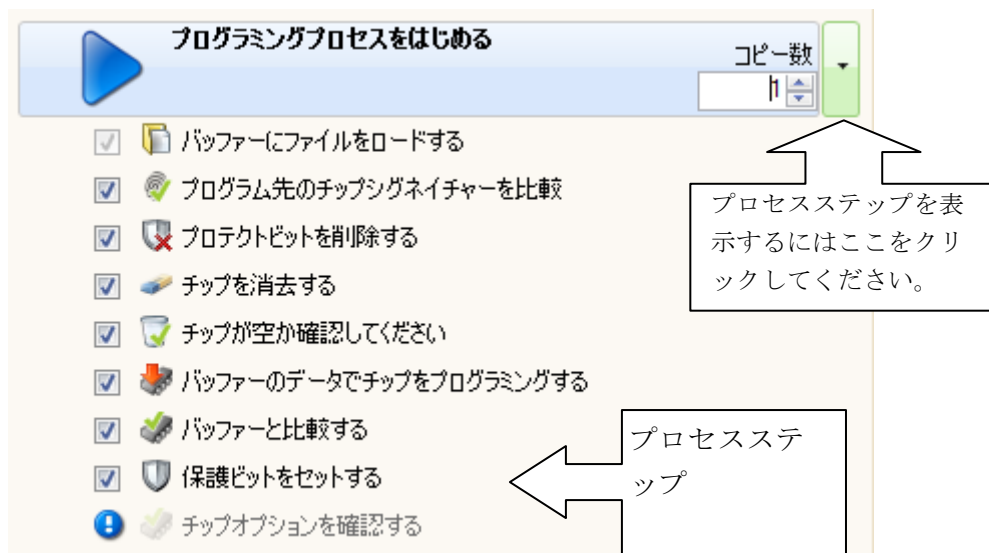 プログラミングプロセスをはじめる
コピー数
1
バッファーにファイルをロードする
プログラム先のチップシグネイチャーを比較
プロテクトビットを削除する
チップを消去する
チップが空か確認してください
バッファーのデータでチップをプログラミングする
バッファーと比較する
保護ビットをセットする
チップオプションを確認する
プロセスステップを表
示するにはここをクリ
ックしてください。
プロセスステ
ップ